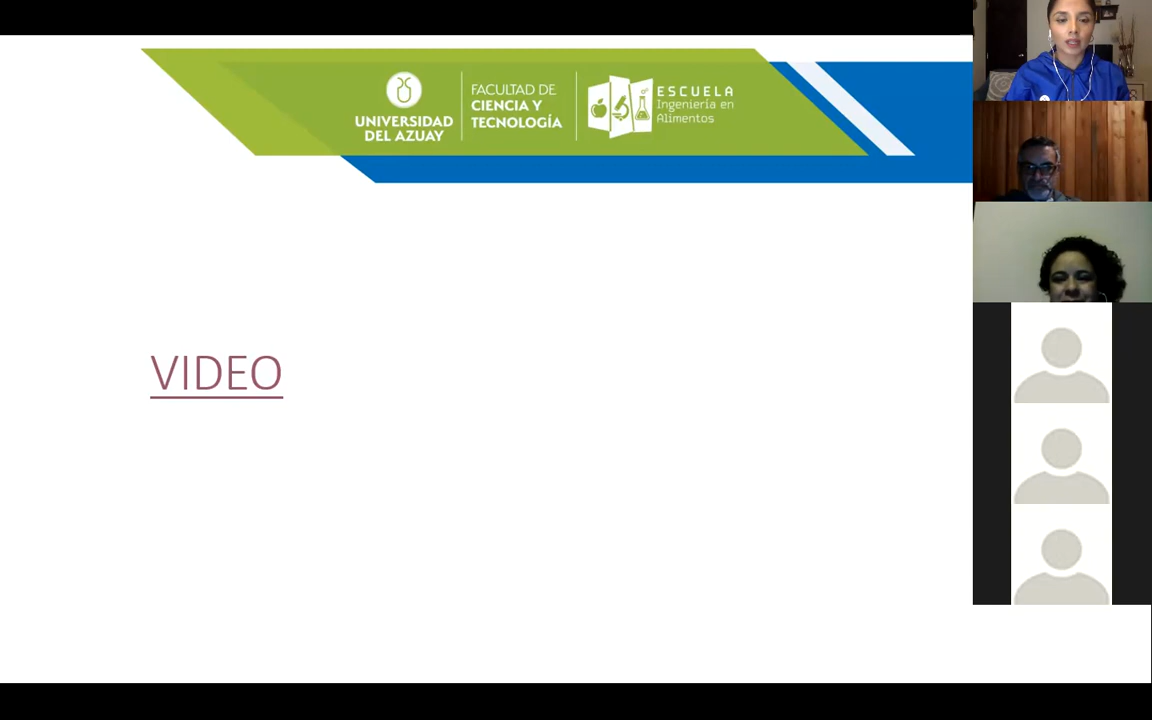 UNIVERSIDAD
DEL AZUAY
FACULTAD DE
CIENCIA Y
TECNOLOGÍA
ESCUELA
Ingeniería en
Alimentos
VIDEO